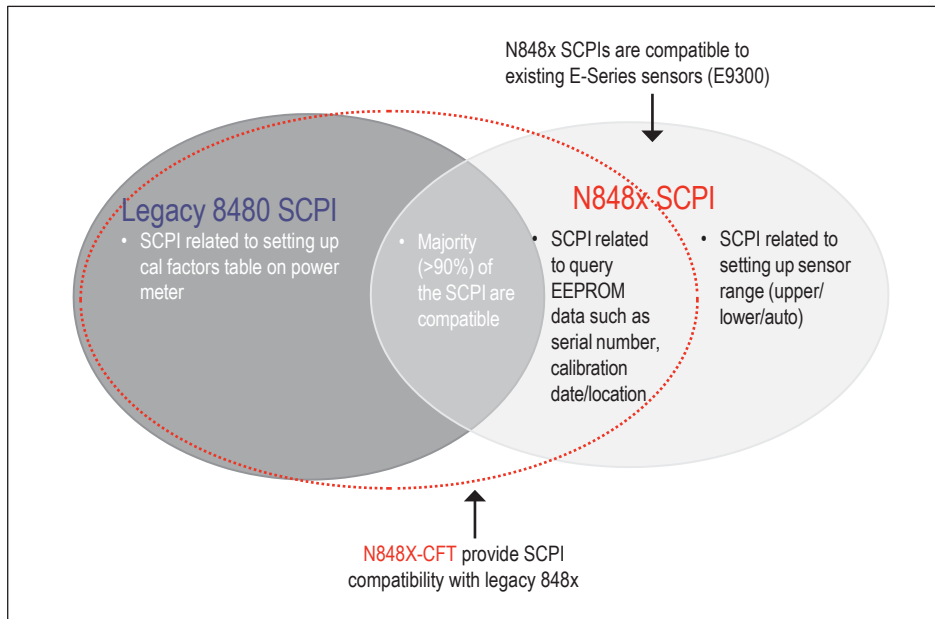 N848x SCPIs are compatible to
existing E-Series sensors (E9300)
Legacy 8480 SCPI
• SCPI related to setting up
cal factors table on power
meter
• Majority
(>90%) of
the SCPI are
compatible
N848x SCPI
• SCPI related
to query
EEPROM
data such as
serial number,
calibration
date/location
• SCPI related to
setting up sensor
range (upper/
lower/auto)
N848X-CFT provide SCPI
compatibility with legacy 848x